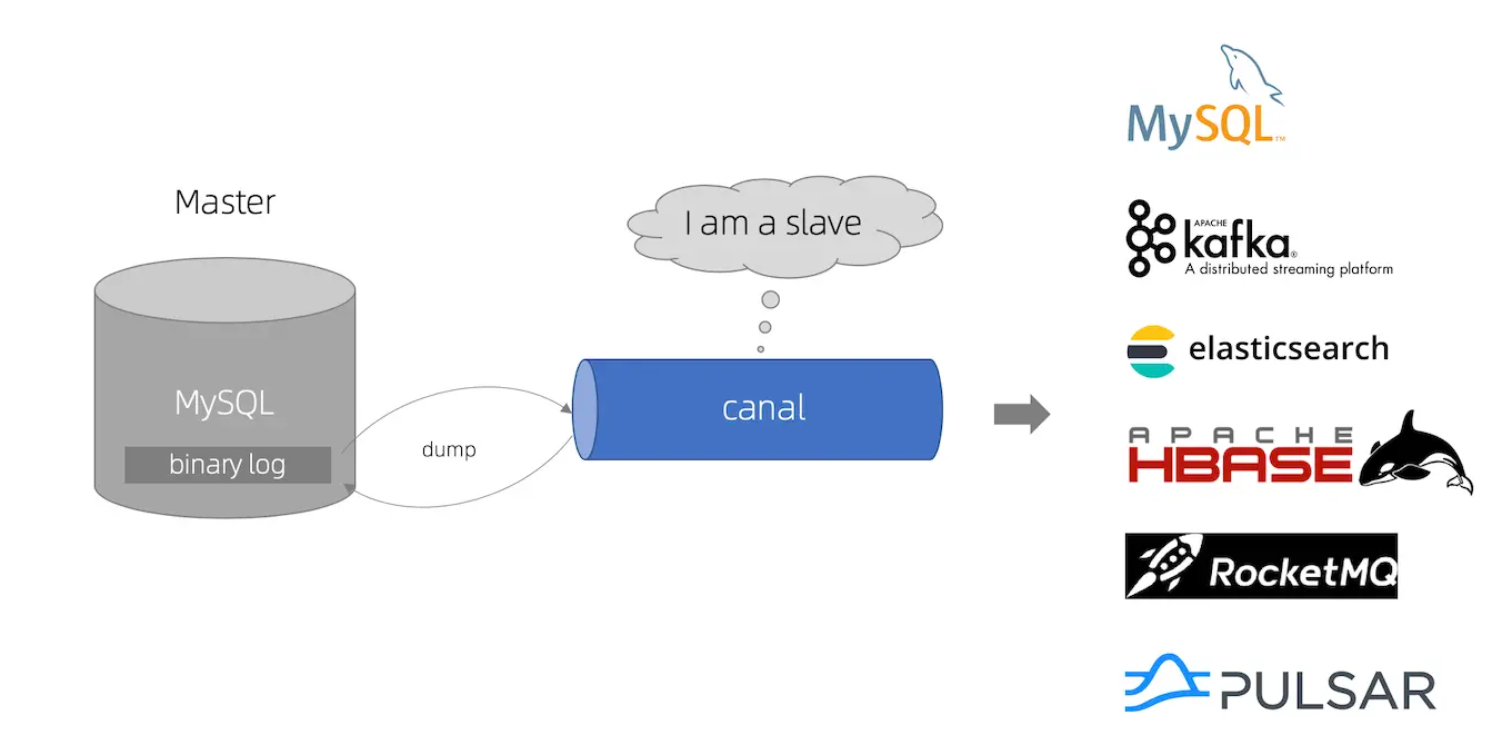 Master
MySQL
binary log
dump
I am a slave
canal
MySQL™
APACHE
kafka®
A distributed streaming platform
elasticsearch
APACHE
HBASE
RocketMQ
PULSAR